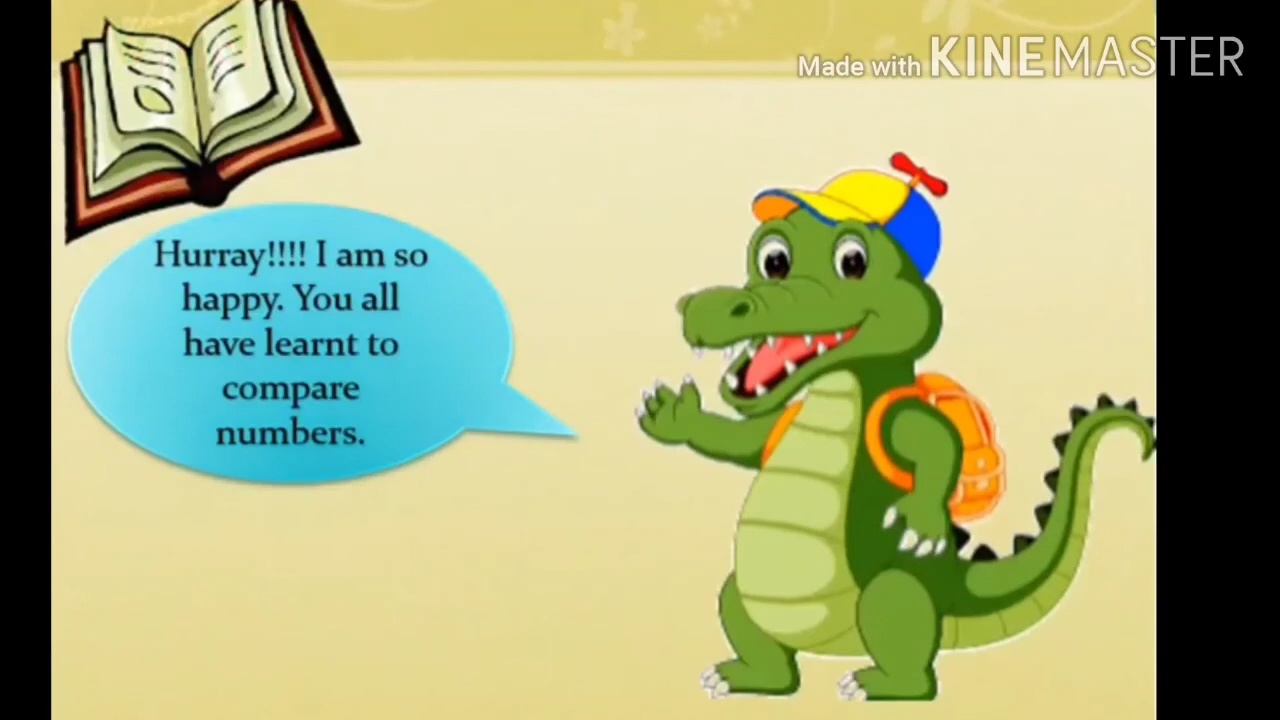 Made with KINEMASTER
Hurray!!!! I am so
happy. You all
have learnt to
compare
numbers.